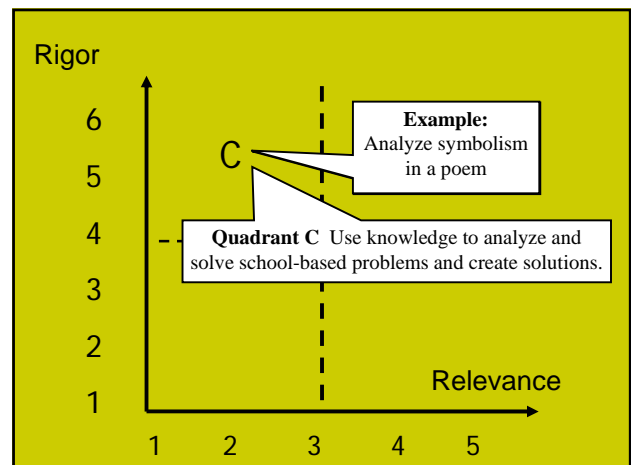 Rigor
6
Example:
Analyze symbolism
in a poem
C
5
4
Quadrant C Use knowledge to analyze and
solve school-based problems and create solutions.
3
2
Relevance
1
1 2 3 4 5